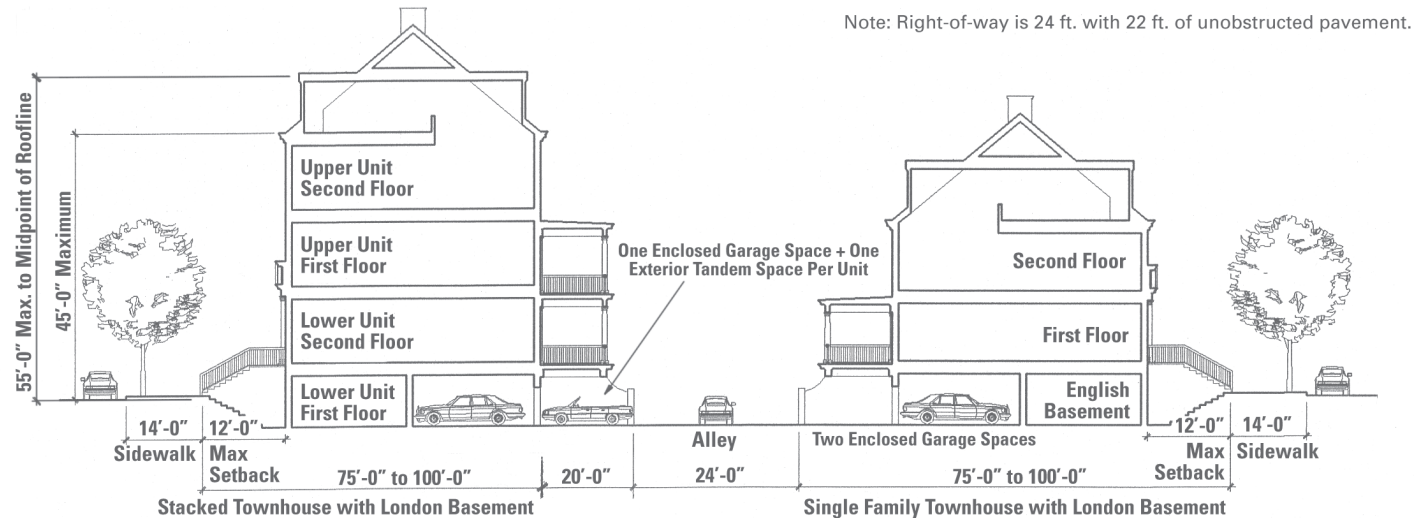 Note: Right-of-way is 24 ft. with 22 ft. of unobstructed pavement.
55′-0″ Max. to Midpoint of Roofline
45′-0″ Maximum
Upper Unit
Second Floor
Upper Unit
First Floor
Lower Unit
Second Floor
Lower Unit
First Floor
One Enclosed Garage Space + One
Exterior Tandem Space Per Unit
Second Floor
First Floor
English
Basement
14′-0″
Sidewalk
12′-0″
Max
Setback
75′-0″ to 100′-0″
20′-0″
Alley
24′-0″
Two Enclosed Garage Spaces
75′-0″ to 100′-0″
12′-0″
Max
Setback
14′-0″
Sidewalk
Stacked Townhouse with London Basement
Single Family Townhouse with London Basement